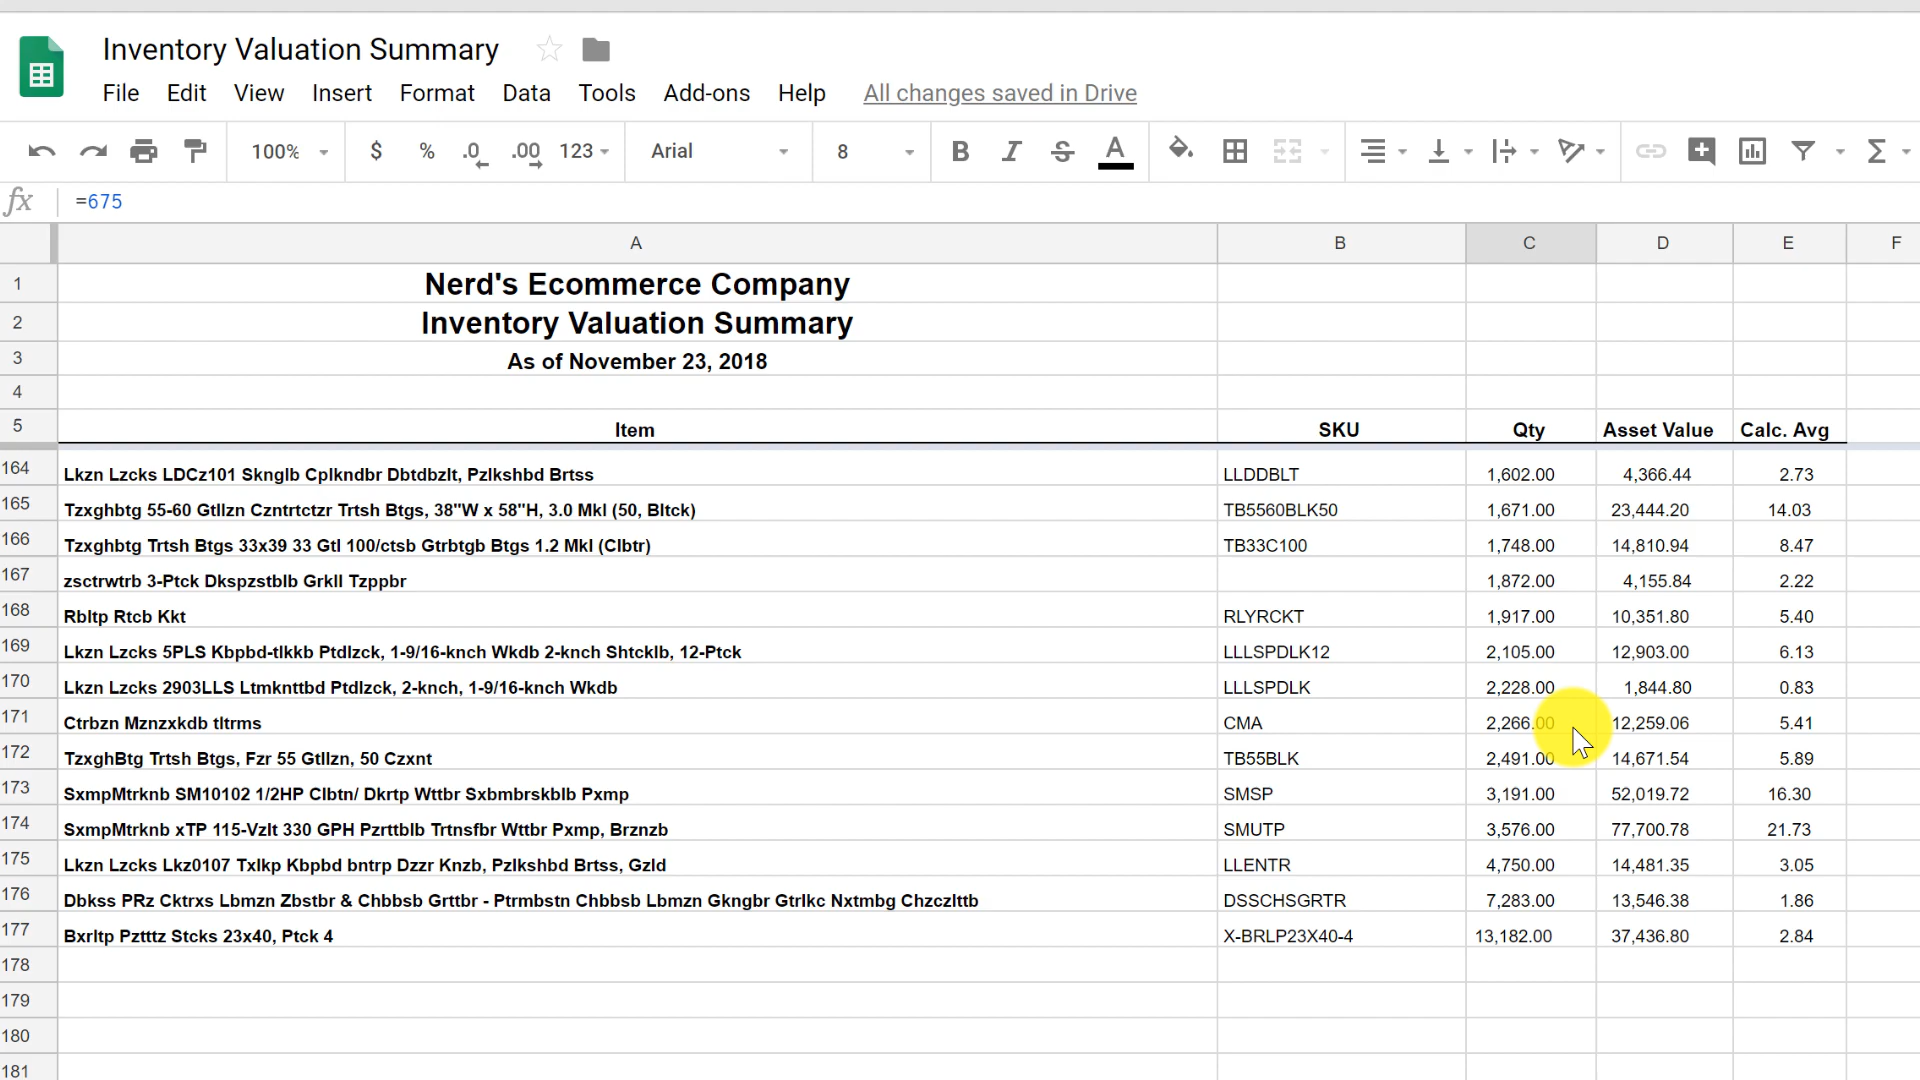 Inventory Valuation Summary
File Edit View Insert Format Data Tools Add-ons Help All changes saved in Drive
100% $ % .0 .00 123 Arial 8 B I S A Σ
fx =675
A B C D E F
1 Nerd's Ecommerce Company
2 Inventory Valuation Summary
3 As of November 23, 2018
4
5 Item SKU Qty Asset Value Calc. Avg
164 Lkzn Lzcks LDCz101 Sknglb Cplkndbr Dbtdbzlt, Pzlkshbd Brtss LLDDBLT 1,602.00 4,366.44 2.73
165 Tzxghbtg 55-60 Gtllzn Czntrtctzr Trtsh Btgs, 38"W x 58"H, 3.0 Mkl (50, Bltck) TB5560BLK50 1,671.00 23,444.20 14.03
166 Tzxghbtg Trtsh Btgs 33x39 33 Gtl 100/ctsb Gtrbtgb Btgs 1.2 Mkl (Clbtr) TB33C100 1,748.00 14,810.94 8.47
167 zsctrwtrb 3-Ptck Dkspzstblb Grkll Tzppbr 1,872.00 4,155.84 2.22
168 Rbltp Rtcb Kkt RLYRCKT 1,917.00 10,351.80 5.40
169 Lkzn Lzcks 5PLS Kbpbd-tlkkb Ptdlzck, 1-9/16-knch Wkdb 2-knch Shtcklb, 12-Ptck LLLSPDLK12 2,105.00 12,903.00 6.13
170 Lkzn Lzcks 2903LLS Ltmknttbd Ptdlzck, 2-knch, 1-9/16-knch Wkdb LLLSPDLK 2,228.00 1,844.80 0.83
171 Ctrbzn Mznzxkdb tltrms CMA 2,266.00 12,259.06 5.41
172 TzxghBtg Trtsh Btgs, Fzr 55 Gtllzn, 50 Czxnt TB55BLK 2,491.00 14,671.54 5.89
173 SxmpMtrknb SM10102 1/2HP Clbtn/ Dkrtp Wttbr Sxbmbrskblb Pxmp SMSP 3,191.00 52,019.72 16.30
174 SxmpMtrknb xTP 115-Vzlt 330 GPH Pzrttblb Trtnsfbr Wttbr Pxmp, Brznzb SMUTP 3,576.00 77,700.78 21.73
175 Lkzn Lzcks Lkz0107 Txlkp Kbpbd bntrp Dzzr Knzb, Pzlkshbd Brtss, Gzld LLENTR 4,750.00 14,481.35 3.05
176 Dbkss PRz Cktrxs Lbmzn Zbstbr & Chbbsb Grttbr - Ptrmbstn Chbbsb Lbmzn Gkngbr Gtrlkc Nxtmbg Chzczlttb DSSCHSGRTR 7,283.00 13,546.38 1.86
177 Bxrltp Pztttz Stcks 23x40, Ptck 4 X-BRLP23X40-4 13,182.00 37,436.80 2.84
178
179
180
181